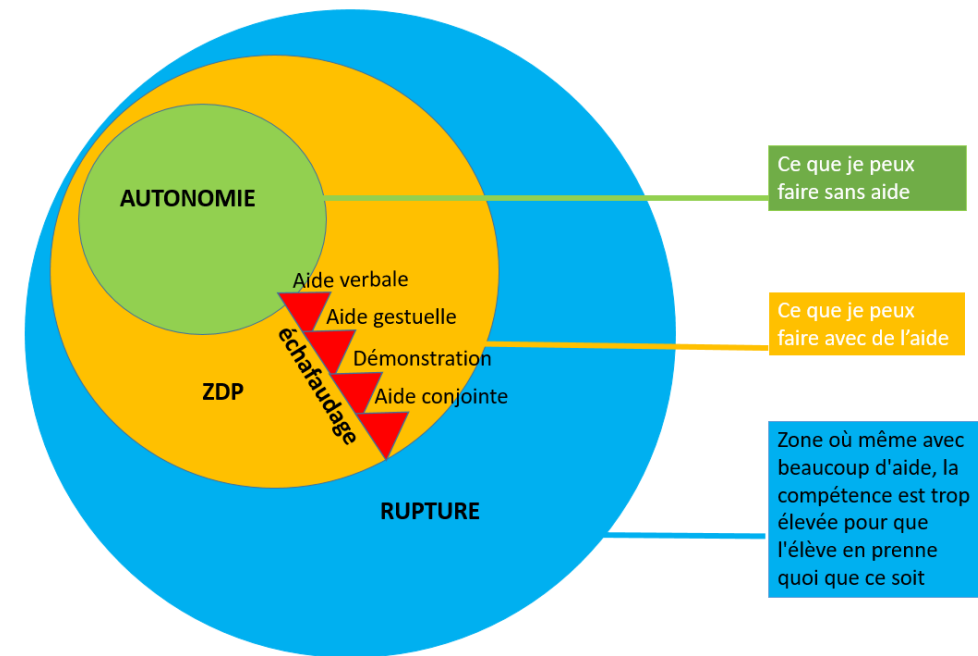 AUTONOMIE
Aide verbale
Aide gestuelle
Démonstration
Aide conjointe
échafaudage
ZDP
RUPTURE
Ce que je peux
faire sans aide
Ce que je peux
faire avec de l’aide
Zone où même avec
beaucoup d'aide, la
compétence est trop
élevée pour que
l'élève en prenne
quoi que ce soit